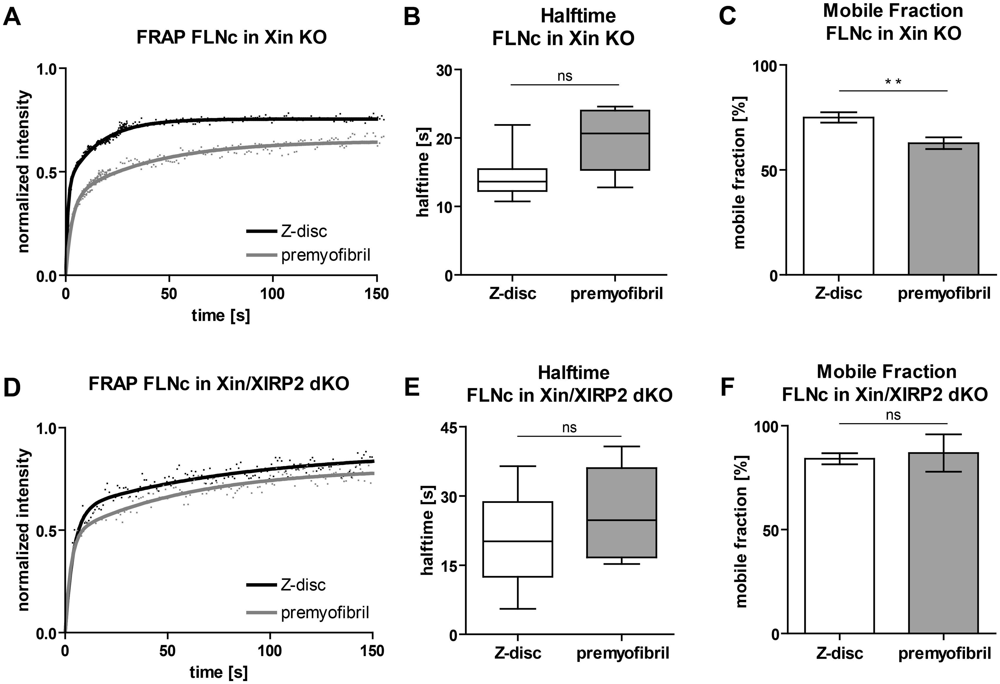 A
FRAP FLNc in Xin KO
1.0
0.5
0.0
normalized intensity
0
50
100
150
time [s]
Z-disc
premyofibril
B
Halftime
FLNc in Xin KO
30
20
10
0
halftime [s]
ns
Z-disc
premyofibril
C
Mobile Fraction
FLNc in Xin KO
100
50
0
mobile fraction [%]
**
Z-disc
premyofibril
D
FRAP FLNc in Xin/XIRP2 dKO
1.0
0.5
0.0
normalized intensity
0
50
100
150
time [s]
Z-disc
premyofibril
E
Halftime
FLNc in Xin/XIRP2 dKO
45
30
15
0
halftime [s]
ns
Z-disc
premyofibril
F
Mobile Fraction
FLNc in Xin/XIRP2 dKO
100
50
0
mobile fraction [%]
ns
Z-disc
premyofibril